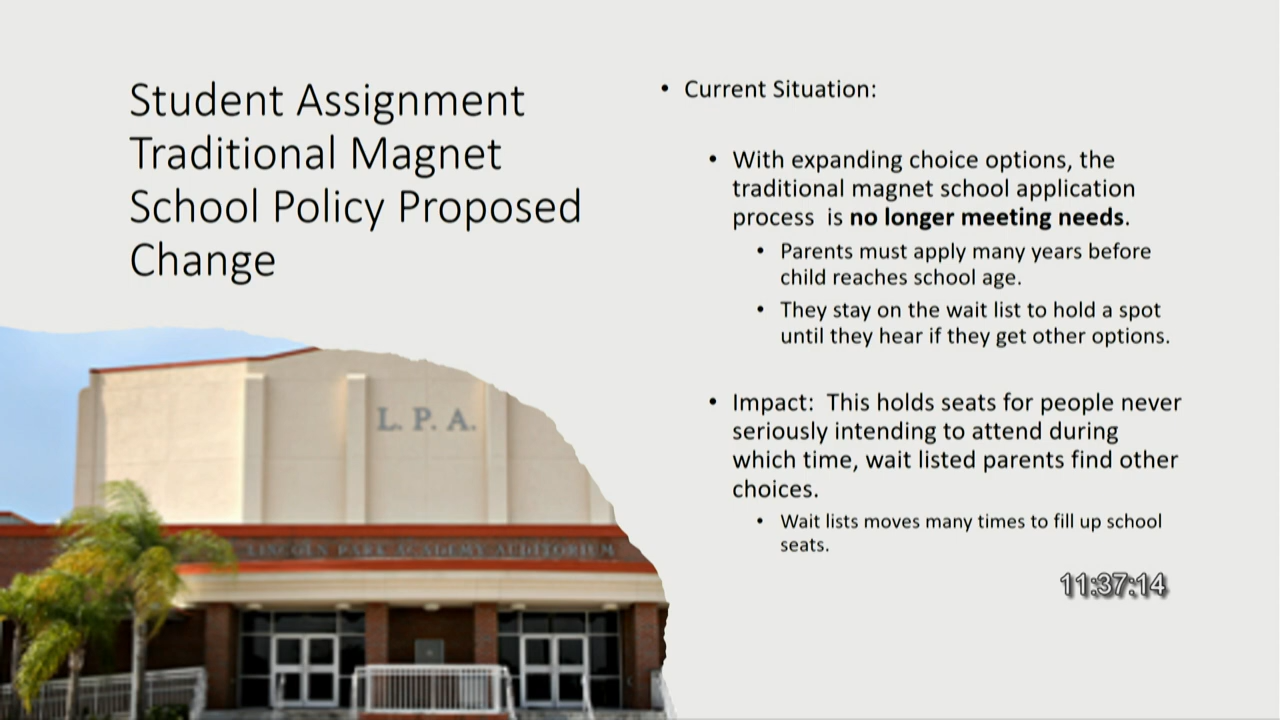 Student Assignment
Traditional Magnet
School Policy Proposed
Change
• Current Situation:
• With expanding choice options, the
traditional magnet school application
process  is no longer meeting needs.
• Parents must apply many years before
child reaches school age.
• They stay on the wait list to hold a spot
until they hear if they get other options.
• Impact:  This holds seats for people never
seriously intending to attend during
which time, wait listed parents find other
choices.
• Wait lists moves many times to fill up school
seats.
L. P. A.
LINCOLN PARK ACADEMY AUDITORIUM
11:37:14